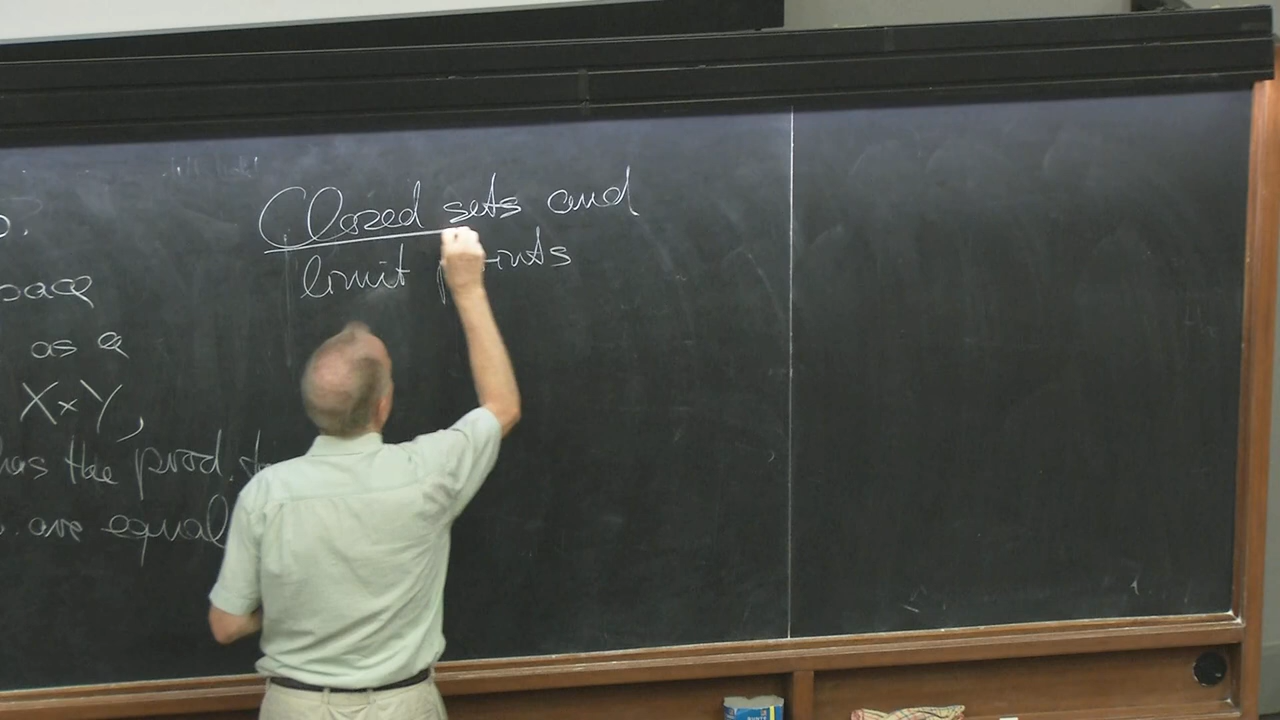 Closed sets and
limit points
as a
X × Y,
has the prod.
are equal